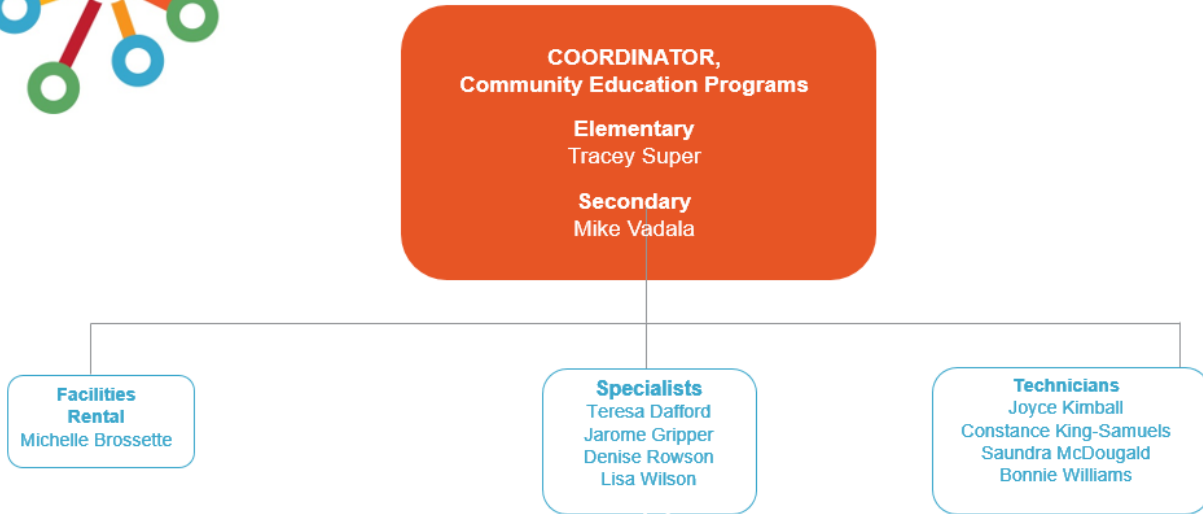 COORDINATOR,
Community Education Programs
Elementary
Tracey Super
Secondary
Mike Vadala
Facilities
Rental
Michelle Brossette
Specialists
Teresa Dafford
Jarome Gripper
Denise Rowson
Lisa Wilson
Technicians
Joyce Kimball
Constance King-Samuels
Saundra McDougald
Bonnie Williams